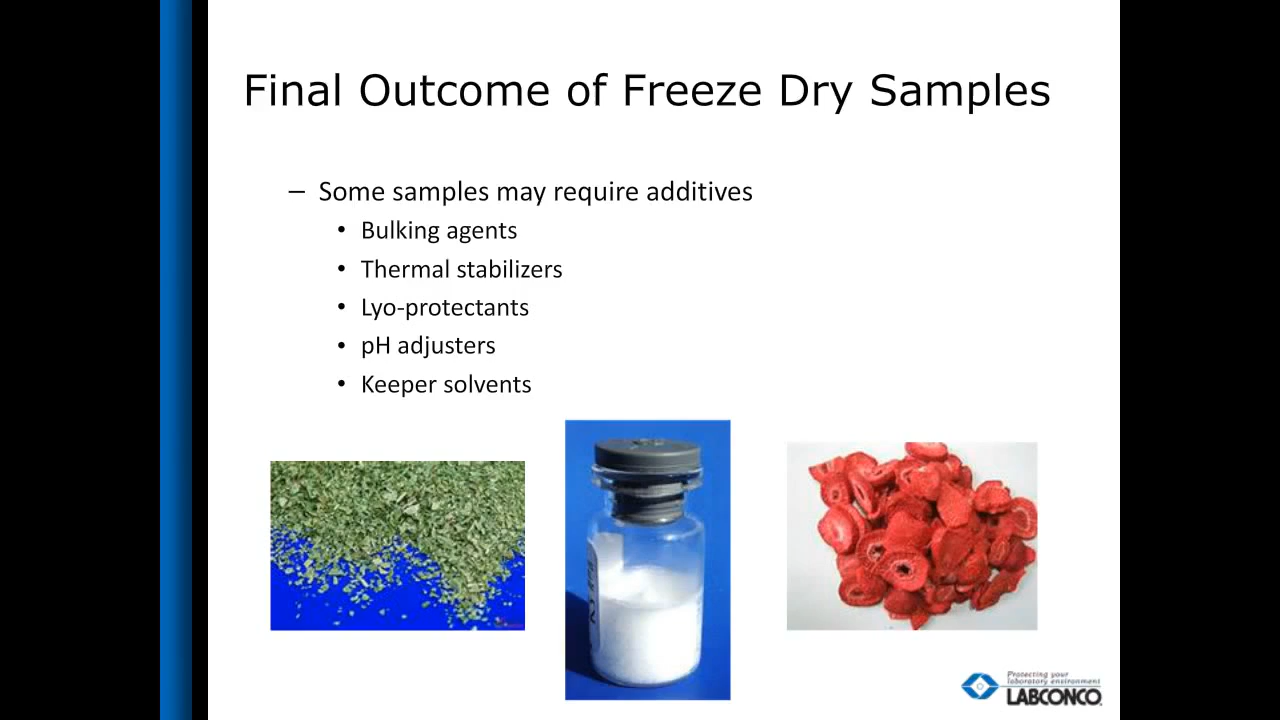 Final Outcome of Freeze Dry Samples
– Some samples may require additives
• Bulking agents
• Thermal stabilizers
• Lyo-protectants
• pH adjusters
• Keeper solvents
Protecting your
laboratory environment
LABCONCO